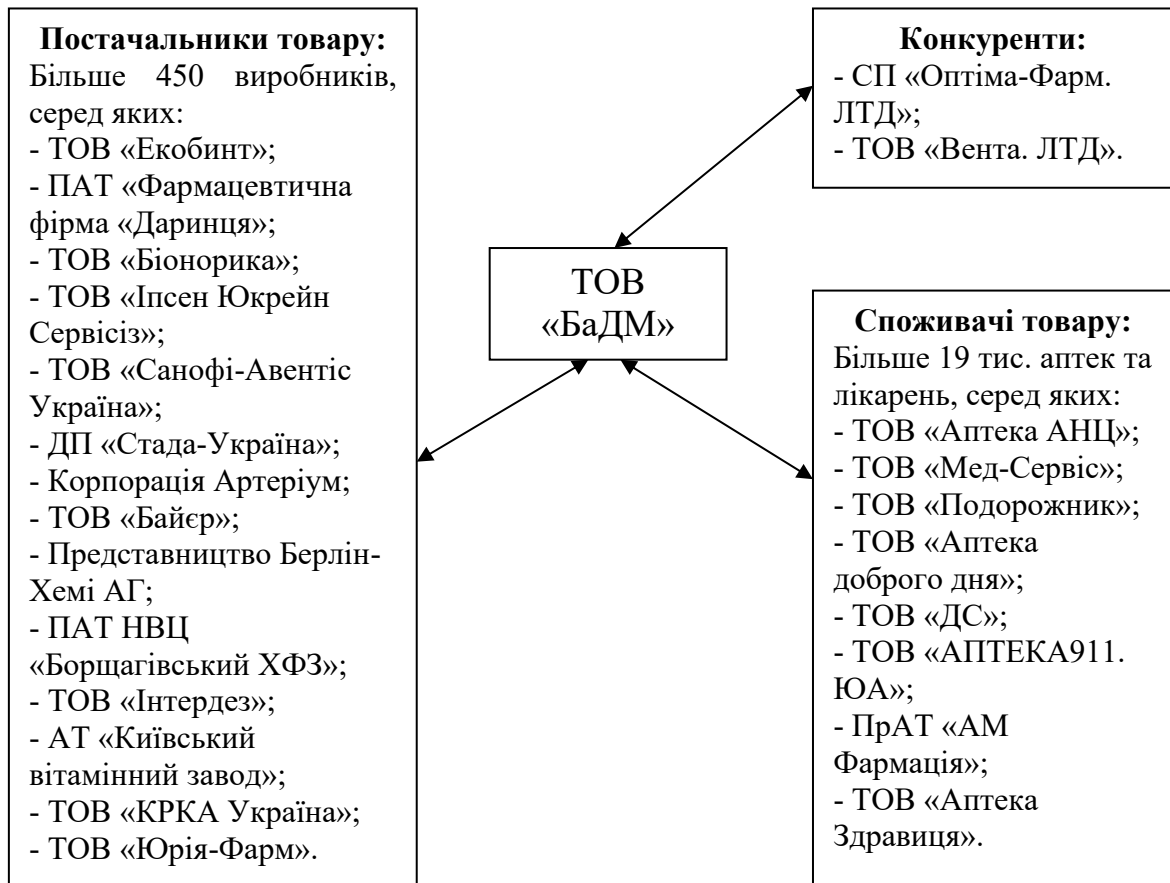 Постачальники товару:
Більше 450 виробників,
серед яких:
- ТОВ «Екобинт»;
- ПАТ «Фармацевтична
фірма «Даринця»;
- ТОВ «Біонорика»;
- ТОВ «Іпсен Юкрейн
Сервісіз»;
- ТОВ «Санофі-Авентіс
Україна»;
- ДП «Стада-Україна»;
- Корпорація Артеріум;
- ТОВ «Байєр»;
- Представництво Берлін-
Хемі АГ;
- ПАТ НВЦ
«Борщагівський ХФЗ»;
- ТОВ «Інтердез»;
- АТ «Київський
вітамінний завод»;
- ТОВ «КРКА Україна»;
- ТОВ «Юрія-Фарм».
ТОВ
«БаДМ»
Конкуренти:
- СП «Оптіма-Фарм.
ЛТД»;
- ТОВ «Вента. ЛТД».
Споживачі товару:
Більше 19 тис. аптек та
лікарень, серед яких:
- ТОВ «Аптека АНЦ»;
- ТОВ «Мед-Сервіс»;
- ТОВ «Подорожник»;
- ТОВ «Аптека
доброго дня»;
- ТОВ «ДС»;
- ТОВ «АПТЕКА911.
ЮА»;
- ПрАТ «АМ
Фармація»;
- ТОВ «Аптека
Здравиця».